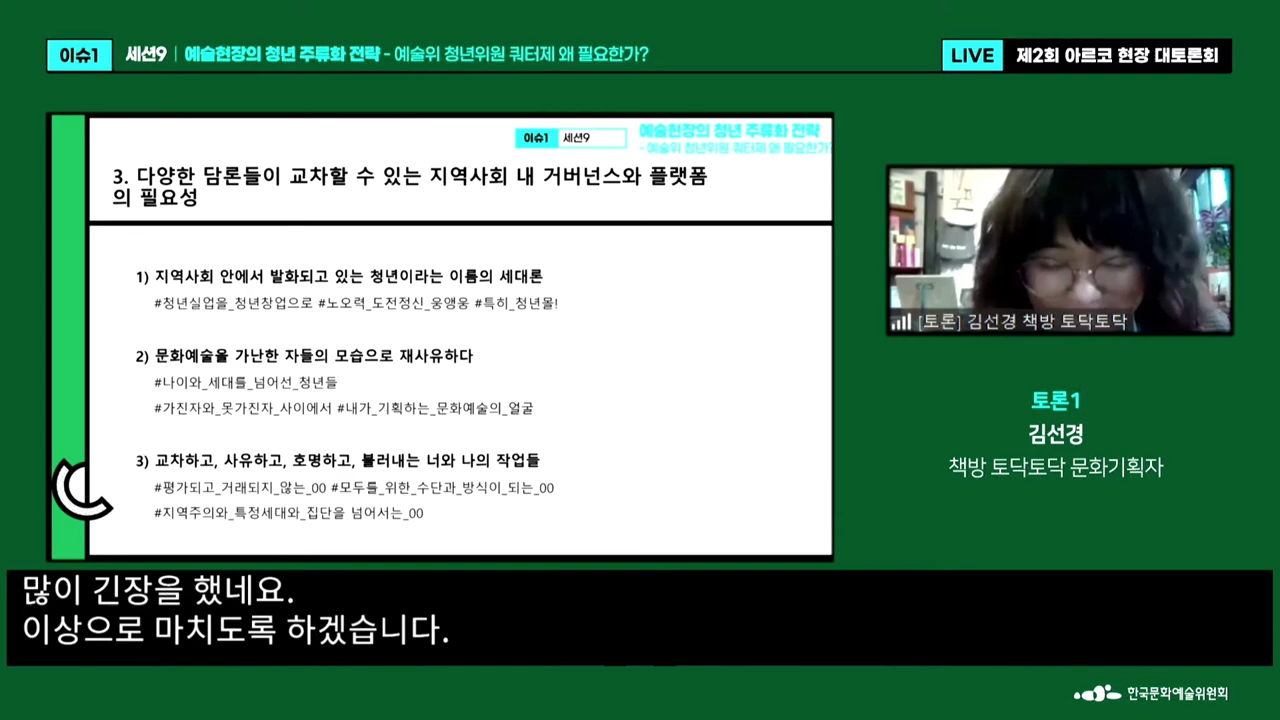 이슈1
세션9 | 예술현장의 청년 주류화 전략 - 예술위 청년위원 쿼터제 왜 필요한가?
LIVE 제2회 아르코 현장 대토론회
이슈1 세션9
예술현장의 청년 주류화 전략
- 예술위 청년위원 쿼터제 왜 필요한가?
3. 다양한 담론들이 교차할 수 있는 지역사회 내 거버넌스와 플랫폼
의 필요성
1) 지역사회 안에서 발화되고 있는 청년이라는 이름의 세대론
#청년실업을_청년창업으로 #노오력_도전정신_웅앵웅 #특히_청년몰!
2) 문화예술을 가난한 자들의 모습으로 재사유하다
#나이와_세대를_넘어선_청년들
#가진자와_못가진자_사이에서 #내가_기획하는_문화예술의_얼굴
3) 교차하고, 사유하고, 호명하고, 불러내는 너와 나의 작업들
#평가되고_거래되지_않는_00 #모두를_위한_수단과_방식이_되는_00
#지역주의와_특정세대와_집단을 넘어서는_00
[토론] 김선경 책방 토닥토닥
토론1
김선경
책방 토닥토닥 문화기획자
많이 긴장을 했네요.
이상으로 마치도록 하겠습니다.
한국문화예술위원회